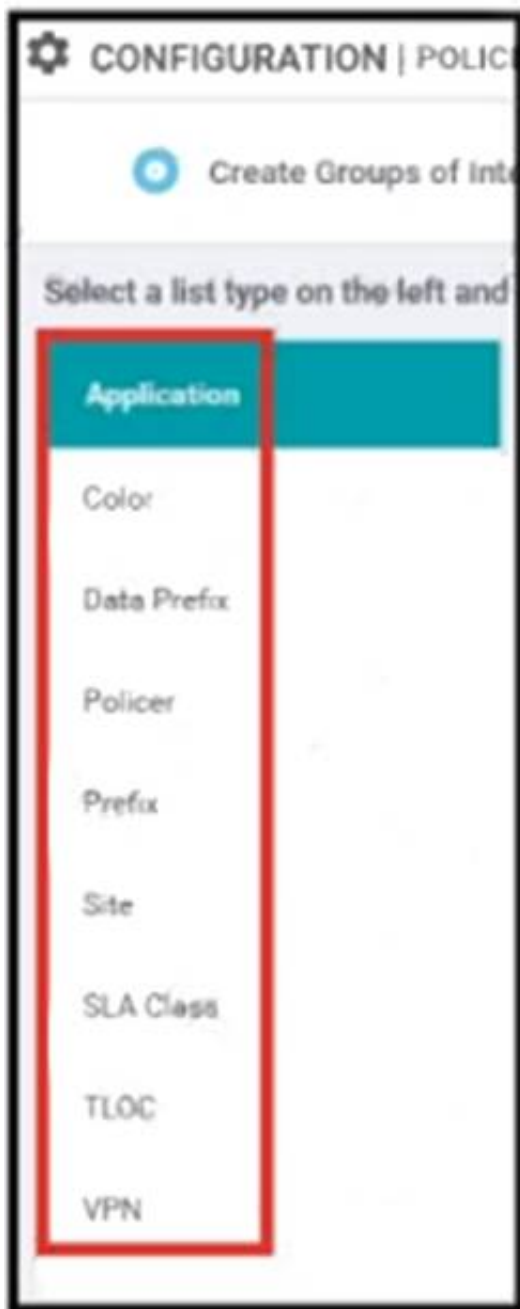 CONFIGURATION | POLIC
Create Groups of Inte
Select a list type on the left and
Application
Color
Data Prefix
Policer
Prefix
Site
SLA Class
TLOC
VPN